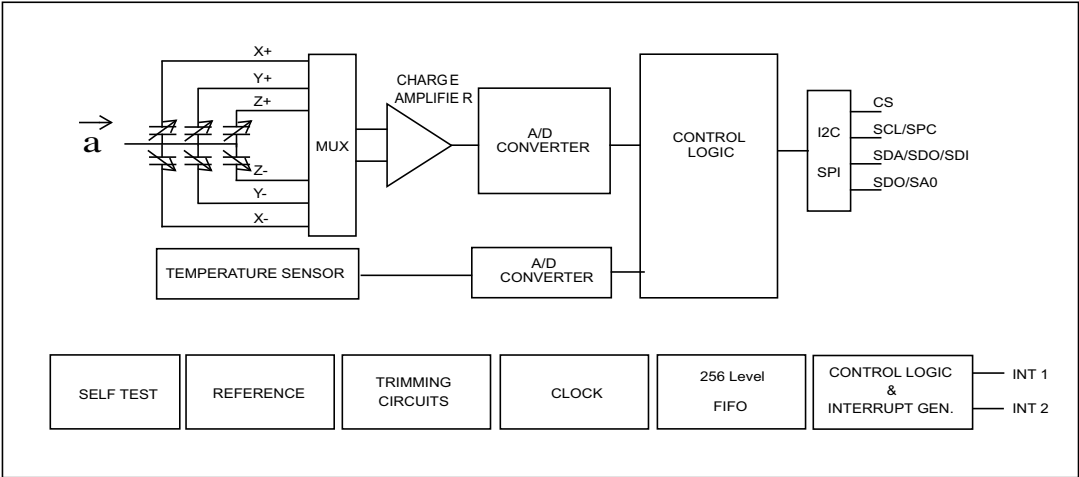 X+
Y+
Z+
a
Z-
Y-
X-
MUX
CHARGE
AMPLIFIER
A/D
CONVERTER
CONTROL
LOGIC
I2C
SPI
CS
SCL/SPC
SDA/SDO/SDI
SDO/SA0
TEMPERATURE SENSOR
A/D
CONVERTER
SELF TEST
REFERENCE
TRIMMING
CIRCUITS
CLOCK
256 Level
FIFO
CONTROL LOGIC
&
INTERRUPT GEN.
INT 1
INT 2